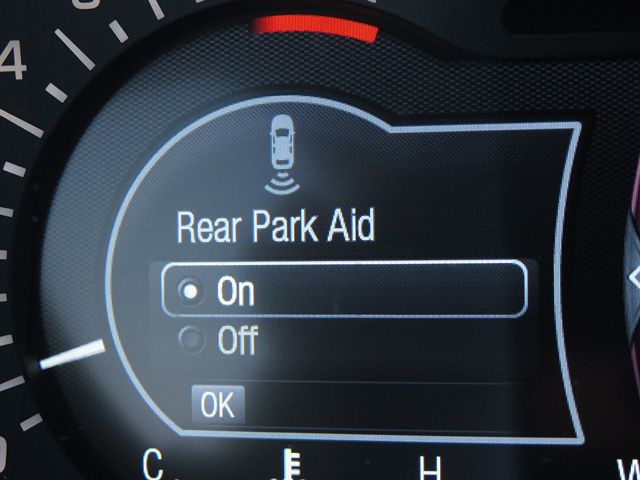 4
Rear Park Aid
On
Off
OK
C H